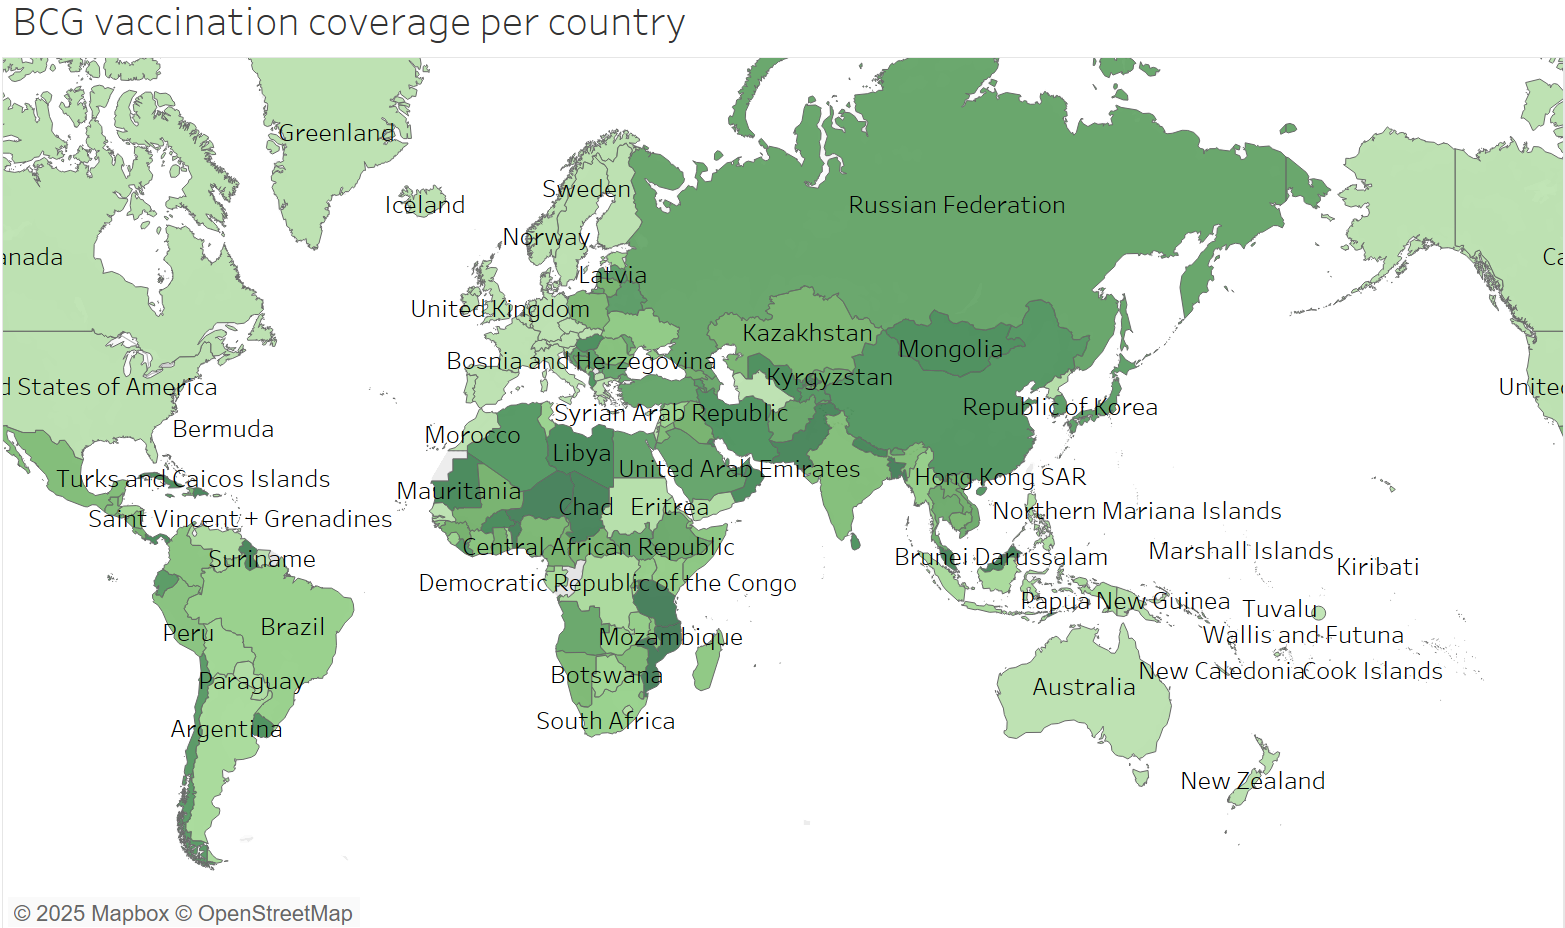 BCG vaccination coverage per country
Greenland
Sweden
Iceland
Russian Federation
Norway
anada
Ca
Latvia
United Kingdom
Kazakhstan
Mongolia
Bosnia and Herzegovina
Kyrgyzstan
d States of America
Unite
Republic of Korea
Syrian Arab Republic
Bermuda
Morocco
Libya
United Arab Emirates
Turks and Caicos Islands
Hong Kong SAR
Mauritania
Chad
Eritrea
Northern Mariana Islands
Saint Vincent + Grenadines
Central African Republic
Marshall Islands
Suriname
Brunei Darussalam
Kiribati
Democratic Republic of the Congo
Papua New Guinea
Tuvalu
Brazil
Peru
Mozambique
Wallis and Futuna
New Caledonia
Cook Islands
Botswana
Paraguay
Australia
South Africa
Argentina
New Zealand
© 2025 Mapbox © OpenStreetMap